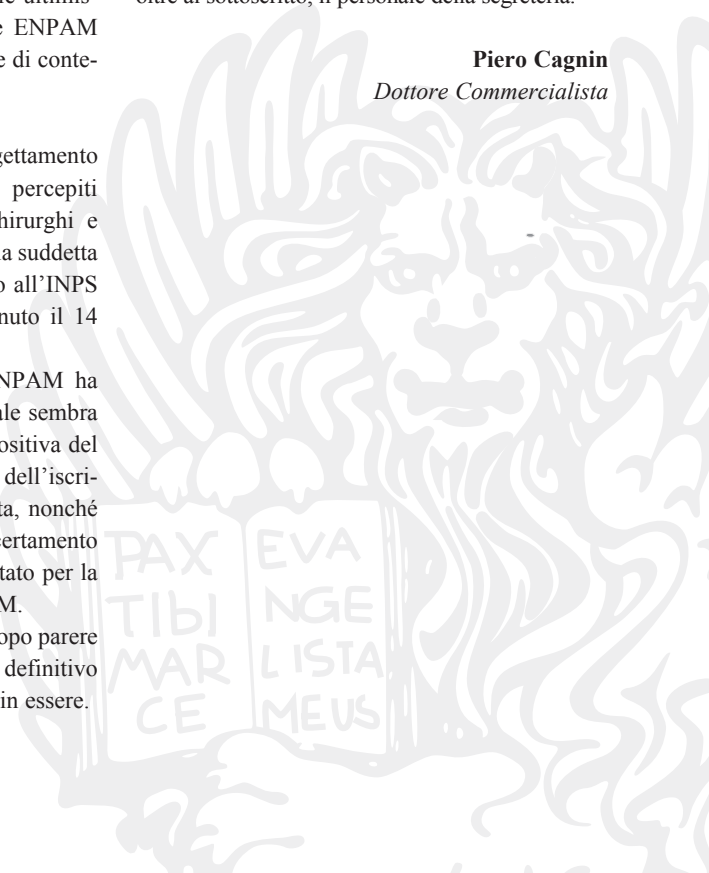 e ENPAM
e di conte-
gettamento
percepiti
hirurghi e
a suddetta
o all'INPS
nuto il 14
NPAM ha
ale sembra
ositiva del
dell'iscri-
ta, nonché
certamento
tato per la
M.
opo parere
definitivo
in essere.
oltre al sottoscritto, il personale della segreteria.
Piero Cagnin
Dottore Commercialista
PAX
TIBI
MAR
CE
EVA
NGE
LISTA
MEUS